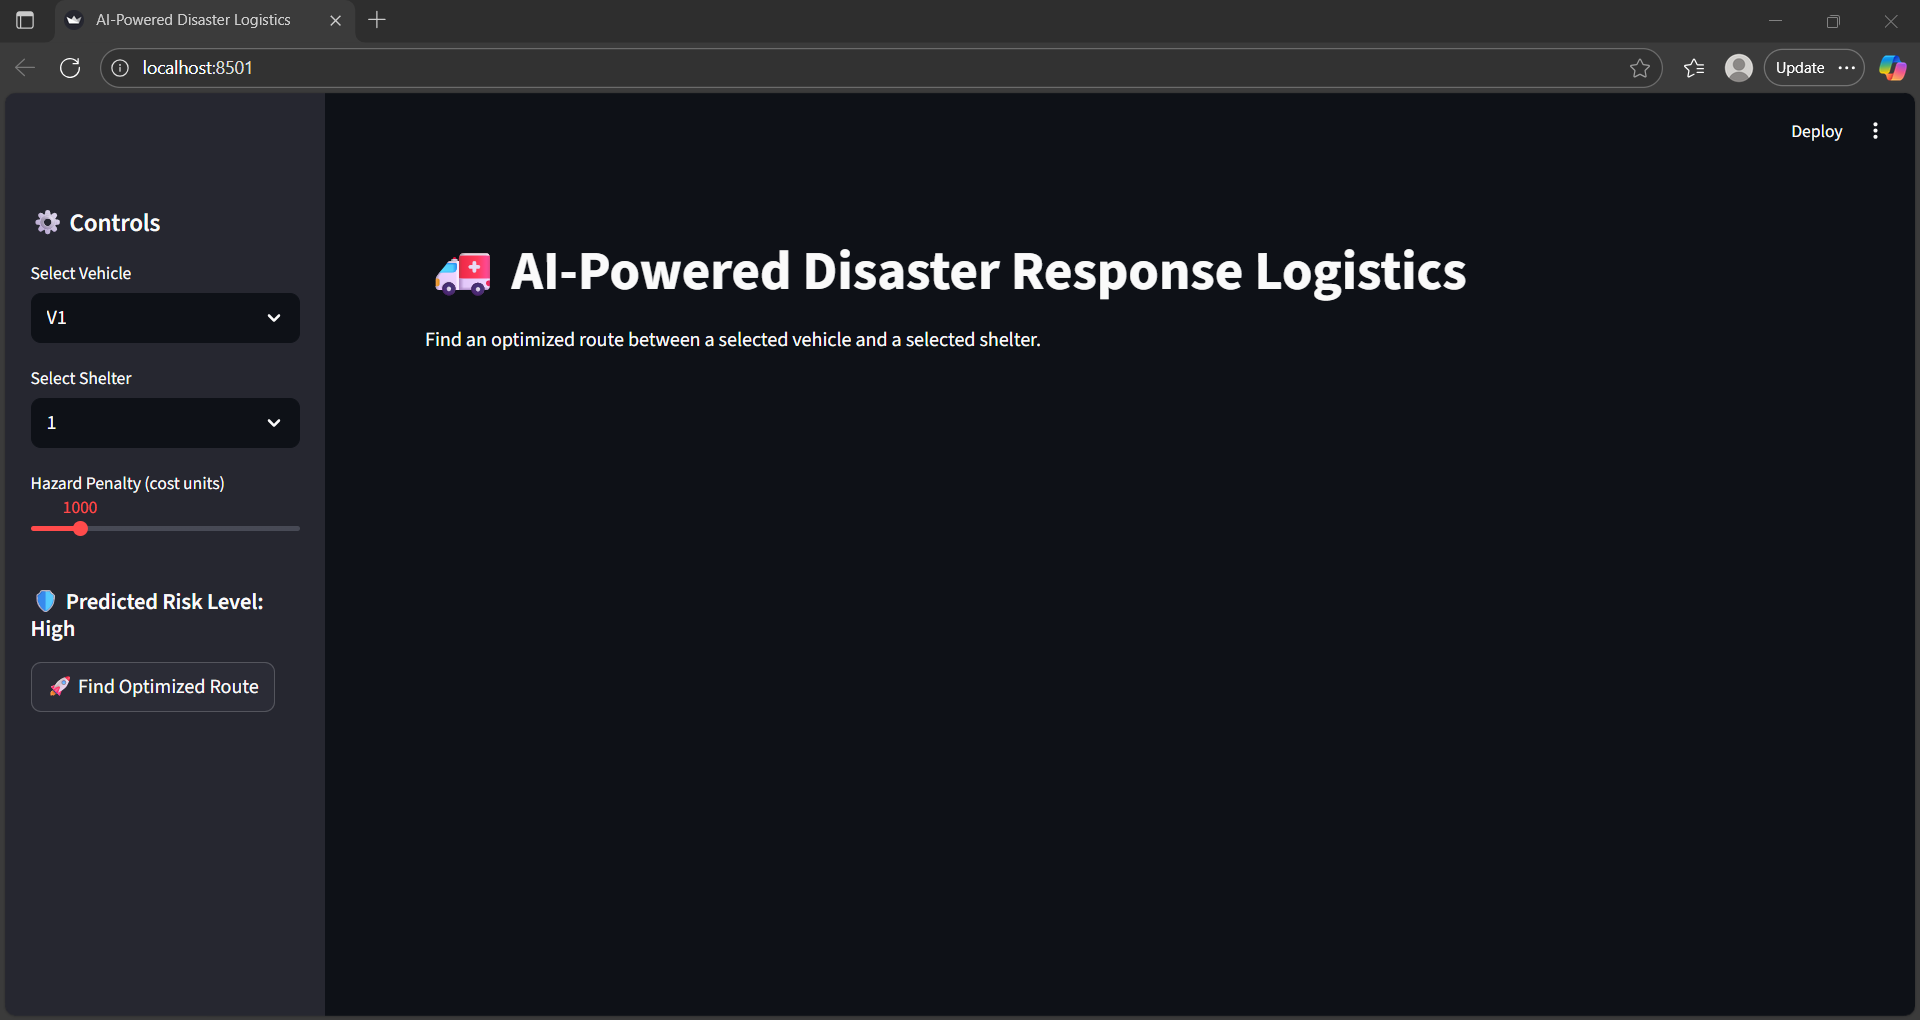 AI-Powered Disaster Logistics
localhost:8501
Update
Deploy
Controls
Select Vehicle
V1
Select Shelter
1
Hazard Penalty (cost units)
1000
Predicted Risk Level:
High
Find Optimized Route
AI-Powered Disaster Response Logistics
Find an optimized route between a selected vehicle and a selected shelter.